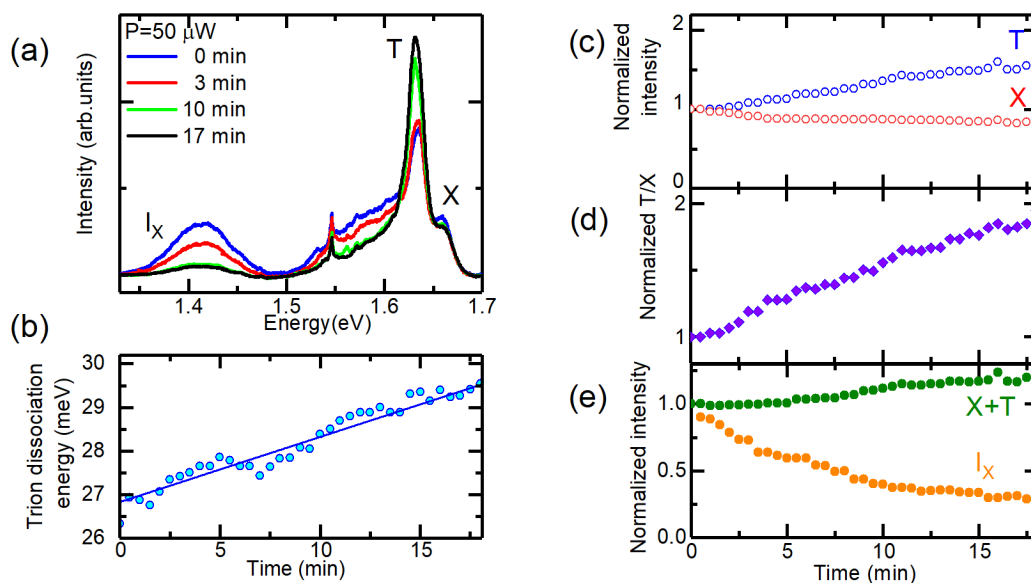 (a)
P=50 μW
0 min
3 min
10 min
17 min
T
X
I_X
Intensity (arb.units)
1.4
1.5
1.6
1.7
Energy(eV)
(b)
30
29
28
27
26
Trion dissociation
energy (meV)
0
5
10
15
Time (min)
(c)
2
1
0
Normalized
intensity
T
X
(d)
2
1
Normalized T/X
(e)
1.0
0.5
0.0
Normalized intensity
X+T
I_X
0
5
10
15
Time (min)